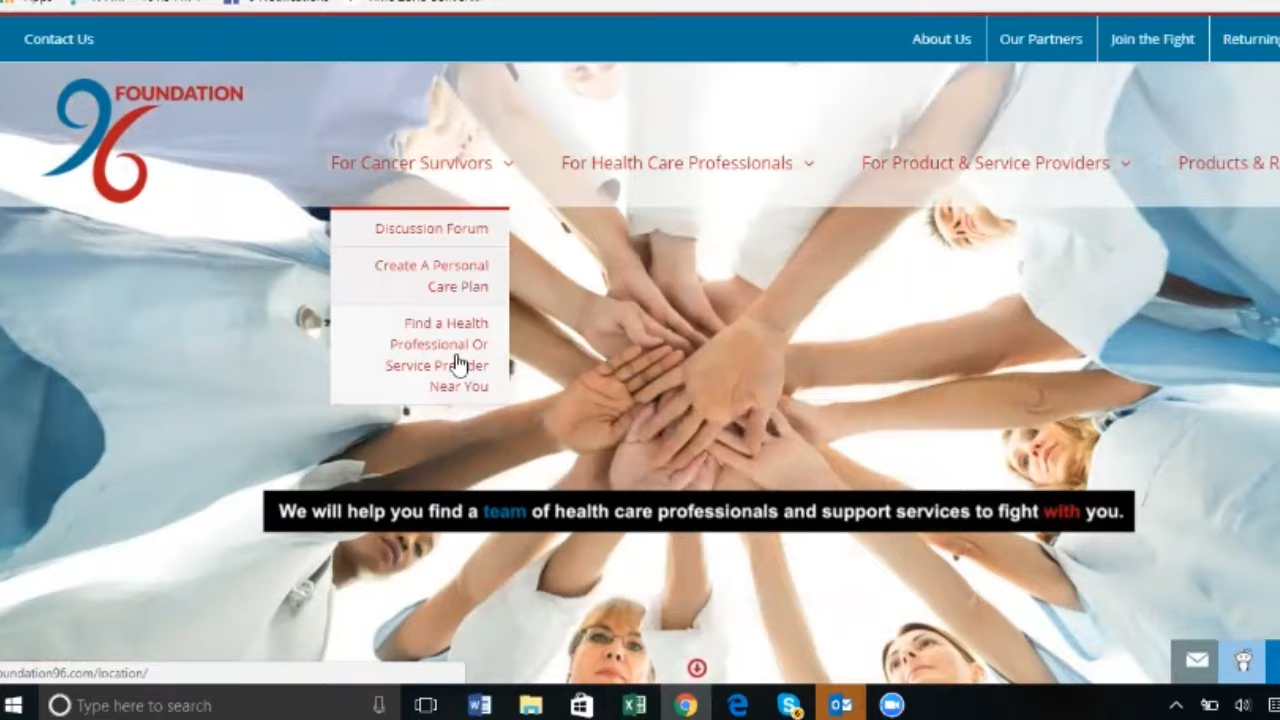 Contact Us
About Us
Our Partners
Join the Fight
Returning
96
FOUNDATION
For Cancer Survivors
For Health Care Professionals
For Product & Service Providers
Products & R
Discussion Forum
Create A Personal
Care Plan
Find a Health
Professional Or
Service Provider
Near You
We will help you find a team of health care professionals and support services to fight with you.
oundation96.com/location/
Type here to search